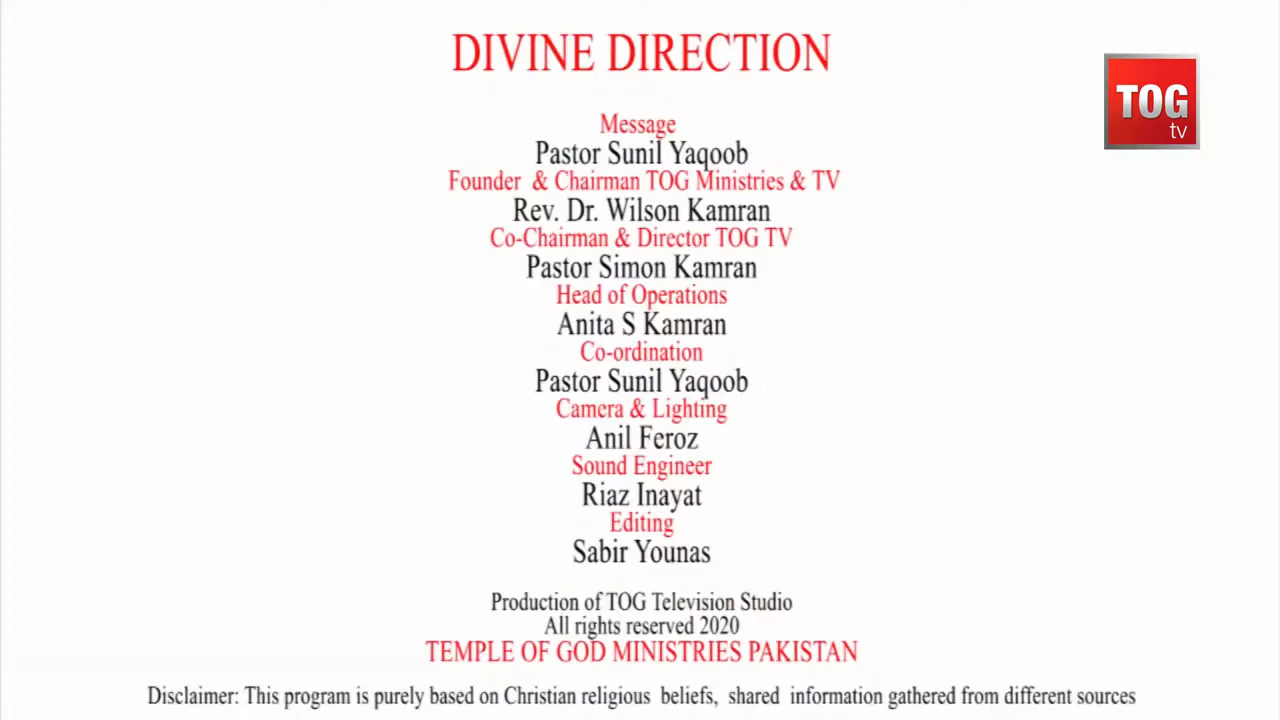 DIVINE DIRECTION
TOG
tv
Message
Pastor Sunil Yaqoob
Founder & Chairman TOG Ministries & TV
Rev. Dr. Wilson Kamran
Co-Chairman & Director TOG TV
Pastor Simon Kamran
Head of Operations
Anita S Kamran
Co-ordination
Pastor Sunil Yaqoob
Camera & Lighting
Anil Feroz
Sound Engineer
Riaz Inayat
Editing
Sabir Younas
Production of TOG Television Studio
All rights reserved 2020
TEMPLE OF GOD MINISTRIES PAKISTAN
Disclaimer: This program is purely based on Christian religious beliefs, shared information gathered from different sources